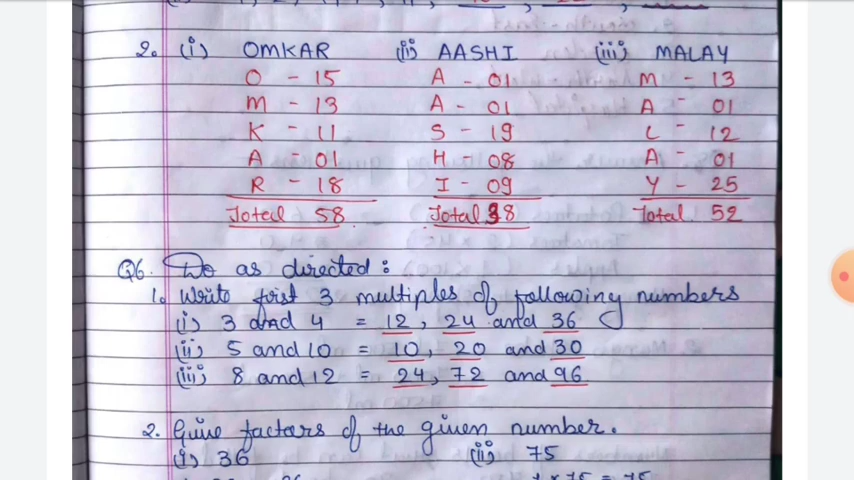 2. (i) OMKAR (ii) AASHI (iii) MALAY
O - 15 A - 01 M - 13
M - 13 A - 01 A - 01
K - 11 S - 19 L - 12
A - 01 H - 08 A - 01
R - 18 I - 09 Y - 25
Total 58 Total 38 Total 52
Q6. Do as directed :
1. Write first 3 multiples of following numbers
(i) 3 and 4 = 12, 24 and 36
(ii) 5 and 10 = 10, 20 and 30
(iii) 8 and 12 = 24, 72 and 96
2. Give factors of the given number.
(i) 36 (ii) 75
1 x 75 = 75